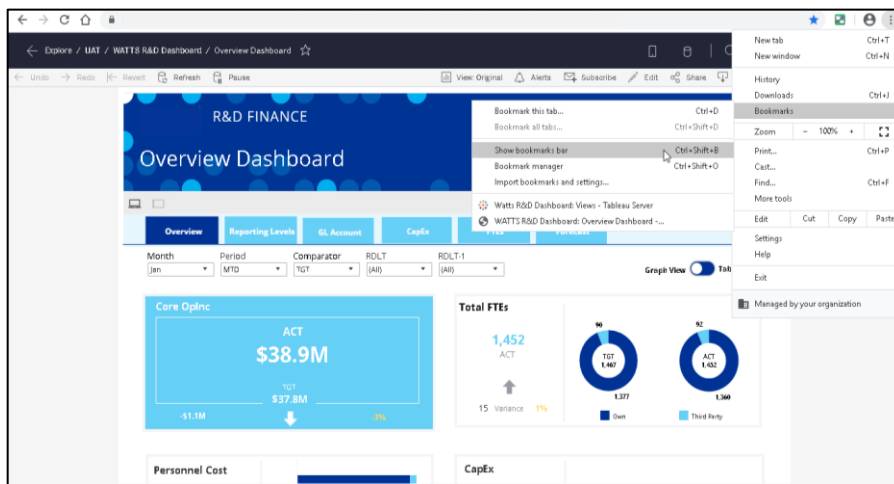 Explore / UAT / WATTS R&D Dashboard / Overview Dashboard
Undo Redo Revert Refresh Pause View: Original Alerts Subscribe Edit Share
R&D FINANCE
Overview Dashboard
Overview Reporting Levels GL Account CapEx FTEs Forecast
Month Period Comparator RDLT RDLT-1
Jan MTD TGT (All) (All)
Graph View Tab
Core OpInc
ACT
$38.9M
TGT
$37.8M
-$1.1M -3%
Total FTEs
1,452
ACT
15 Variance 1%
90
TGT
1,467
1,377
92
ACT
1,452
1,360
Own Third Party
Personnel Cost
CapEx
Bookmark this tab... Ctrl+D
Bookmark all tabs... Ctrl+Shift+D
Show bookmarks bar Ctrl+Shift+B
Bookmark manager Ctrl+Shift+O
Import bookmarks and settings...
Watts R&D Dashboard: Views - Tableau Server
WATTS R&D Dashboard: Overview Dashboard -...
New tab Ctrl+T
New window Ctrl+N
History
Downloads Ctrl+J
Bookmarks
Zoom - 100% +
Print... Ctrl+P
Cast...
Find... Ctrl+F
More tools
Edit Cut Copy Paste
Settings
Help
Exit
Managed by your organization